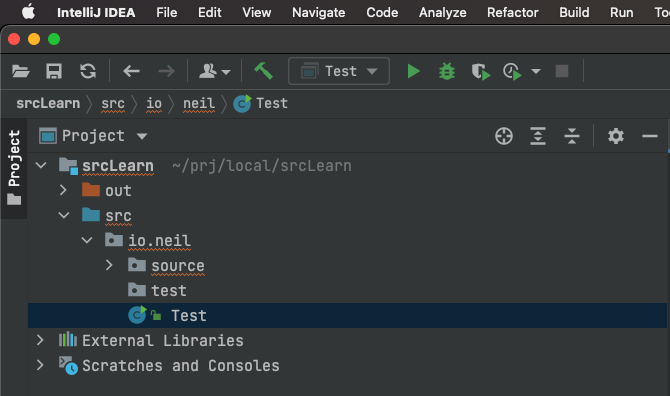 IntelliJ IDEA File Edit View Navigate Code Analyze Refactor Build Run
Test
srcLearn src io neil Test
Project
Project
srcLearn ~/prj/local/srcLearn
out
src
io.neil
source
test
Test
External Libraries
Scratches and Consoles